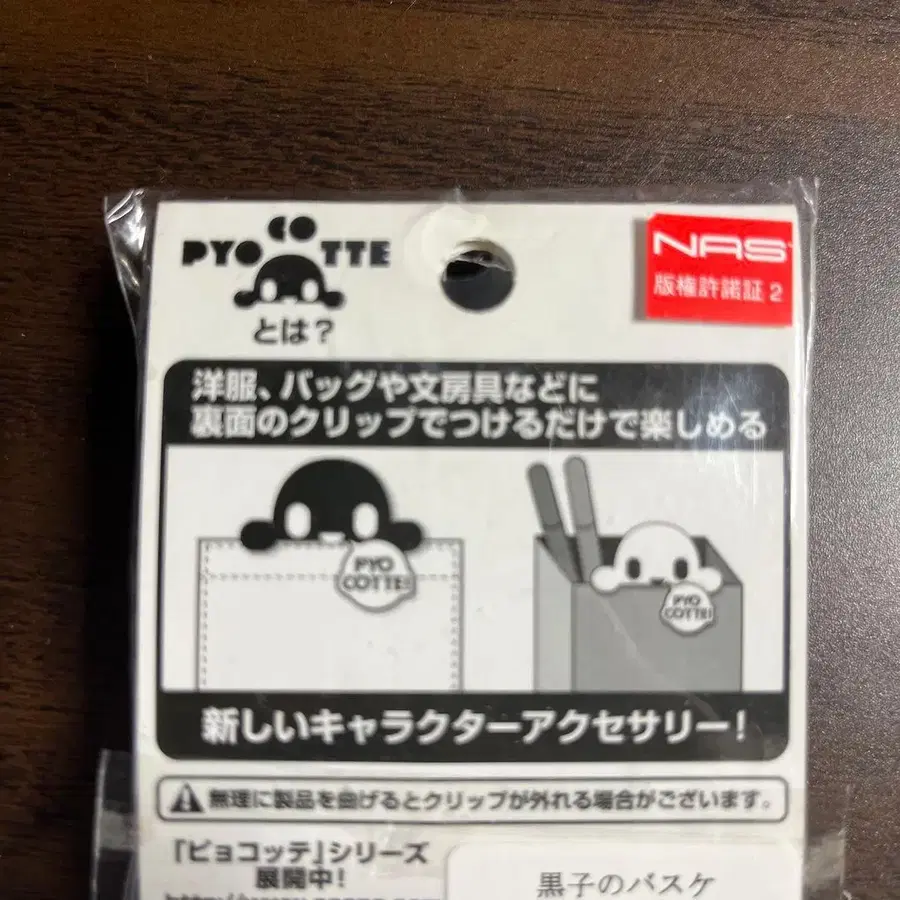 PYOCOTTE
とは？
NAS
版権許諾証2
洋服、バッグや文房具などに
裏面のクリップでつけるだけで楽しめる
PYO
COTTE!
PYO
COTTE!
新しいキャラクターアクセサリー！
無理に製品を曲げるとクリップが外れる場合がございます。
「ピョコッテ」シリーズ
展開中！
黒子のバスケ